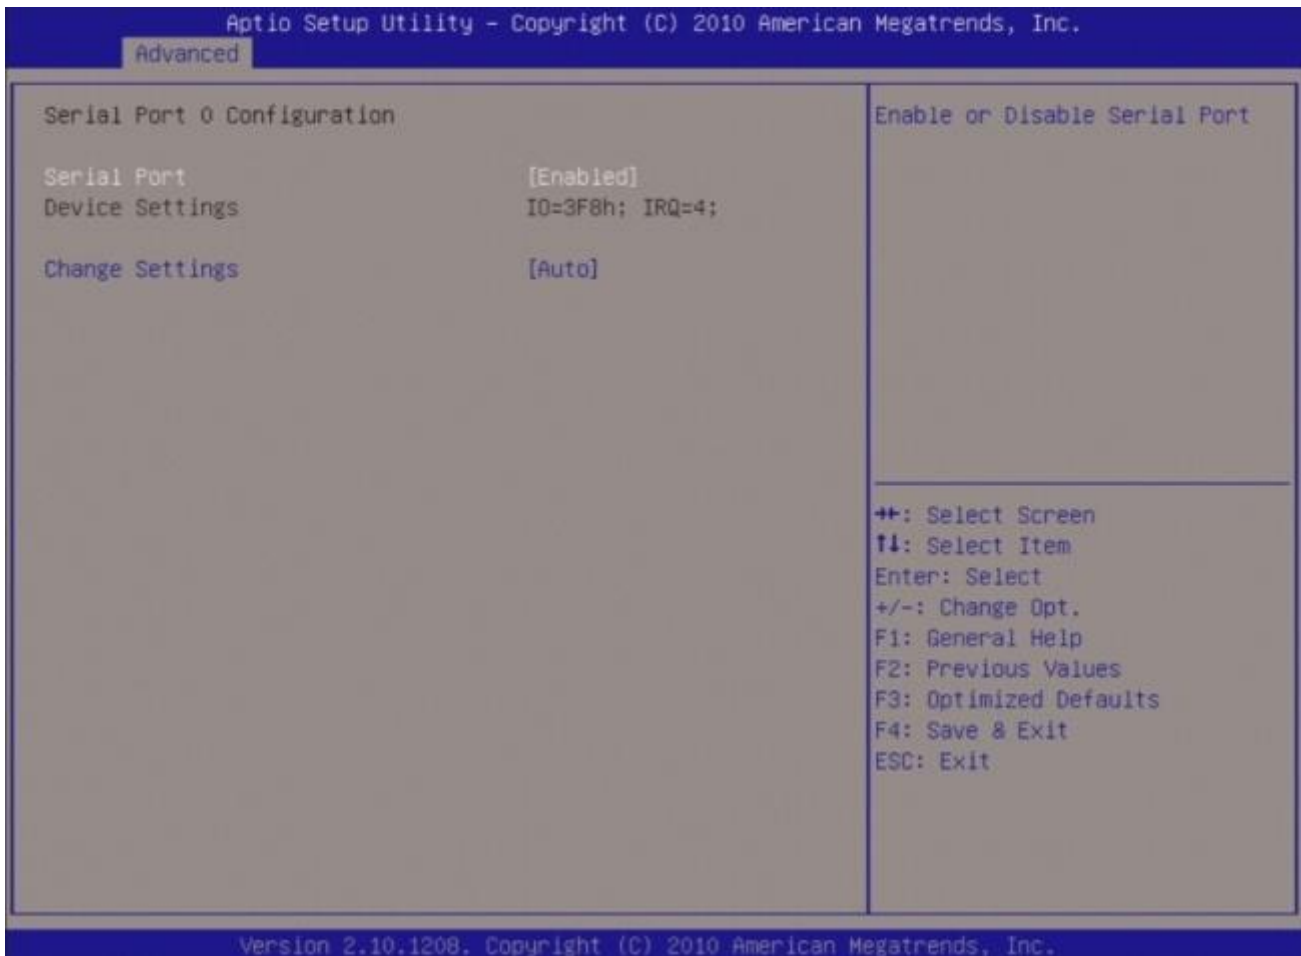 Aptio Setup Utility – Copyright (C) 2010 American Megatrends, Inc.
Advanced
Serial Port 0 Configuration
Serial Port [Enabled]
Device Settings IO=3F8h; IRQ=4;
Change Settings [Auto]
Enable or Disable Serial Port
→←: Select Screen
↑↓: Select Item
Enter: Select
+/-: Change Opt.
F1: General Help
F2: Previous Values
F3: Optimized Defaults
F4: Save & Exit
ESC: Exit
Version 2.10.1208. Copyright (C) 2010 American Megatrends, Inc.